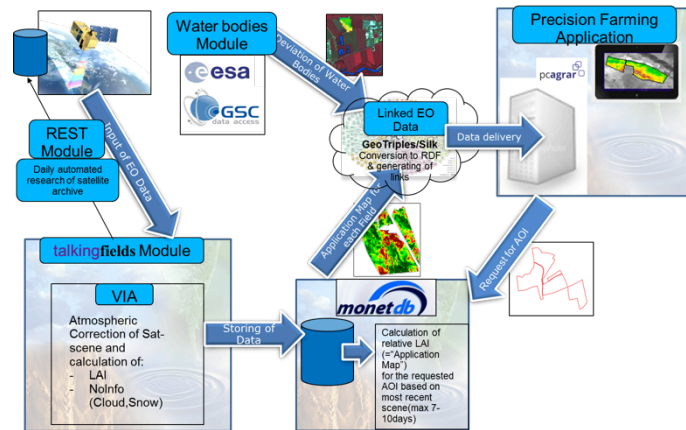 Water bodies
Module
esa
GSC
data access
REST
Module
Daily automated
research of satellite
archive
Input of EO Data
Deviation of Water
Bodies
Linked EO
Data
GeoTriples/Silk
Conversion to RDF
& generating of
links
Data delivery
Precision Farming
Application
pcagrar
Application Map for
each Field
Request for AOI
talkingfields Module
VIA
Atmospheric
Correction of Sat-
scene and
calculation of:
- LAI
- NoInfo
(Cloud,Snow)
Storing of
Data
monetdb
Calculation of
relative LAI
(="Application
Map")
for the requested
AOI based on
most recent
scene(max 7-
10days)